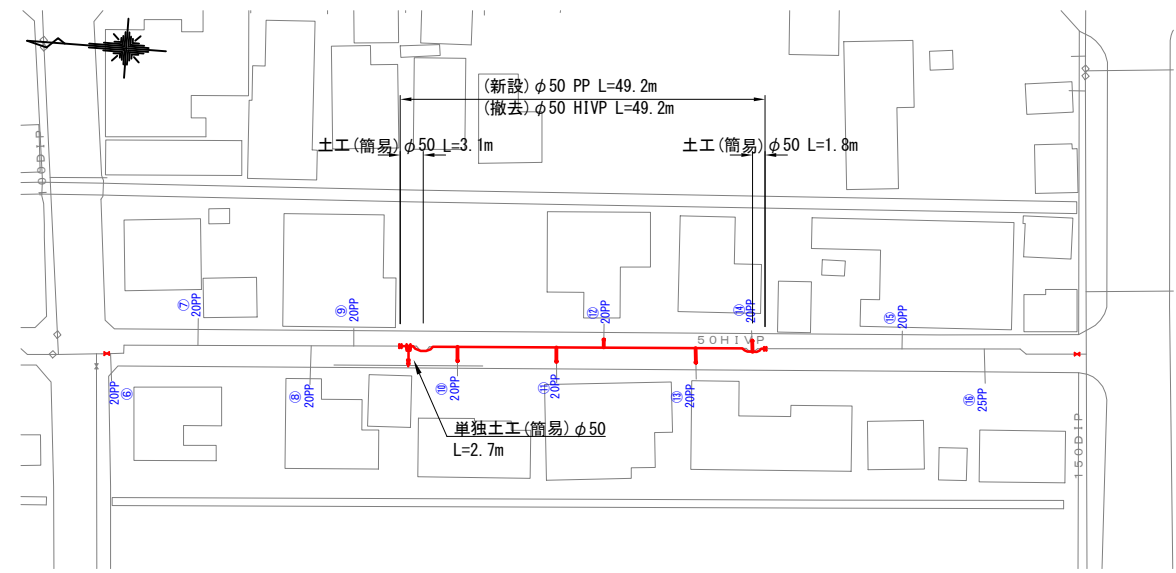 (新設)φ50 PP L=49.2m
(撤去)φ50 HIVP L=49.2m
土工(簡易)φ50 L=3.1m
土工(簡易)φ50 L=1.8m
100DIP
⑦
20PP
⑨
20PP
⑫
20PP
⑭
20PP
⑮
20PP
50HIVP
⑥
20PP
⑧
20PP
⑩
20PP
⑪
20PP
⑬
20PP
⑯
25PP
単独土工(簡易)φ50
L=2.7m
150DIP